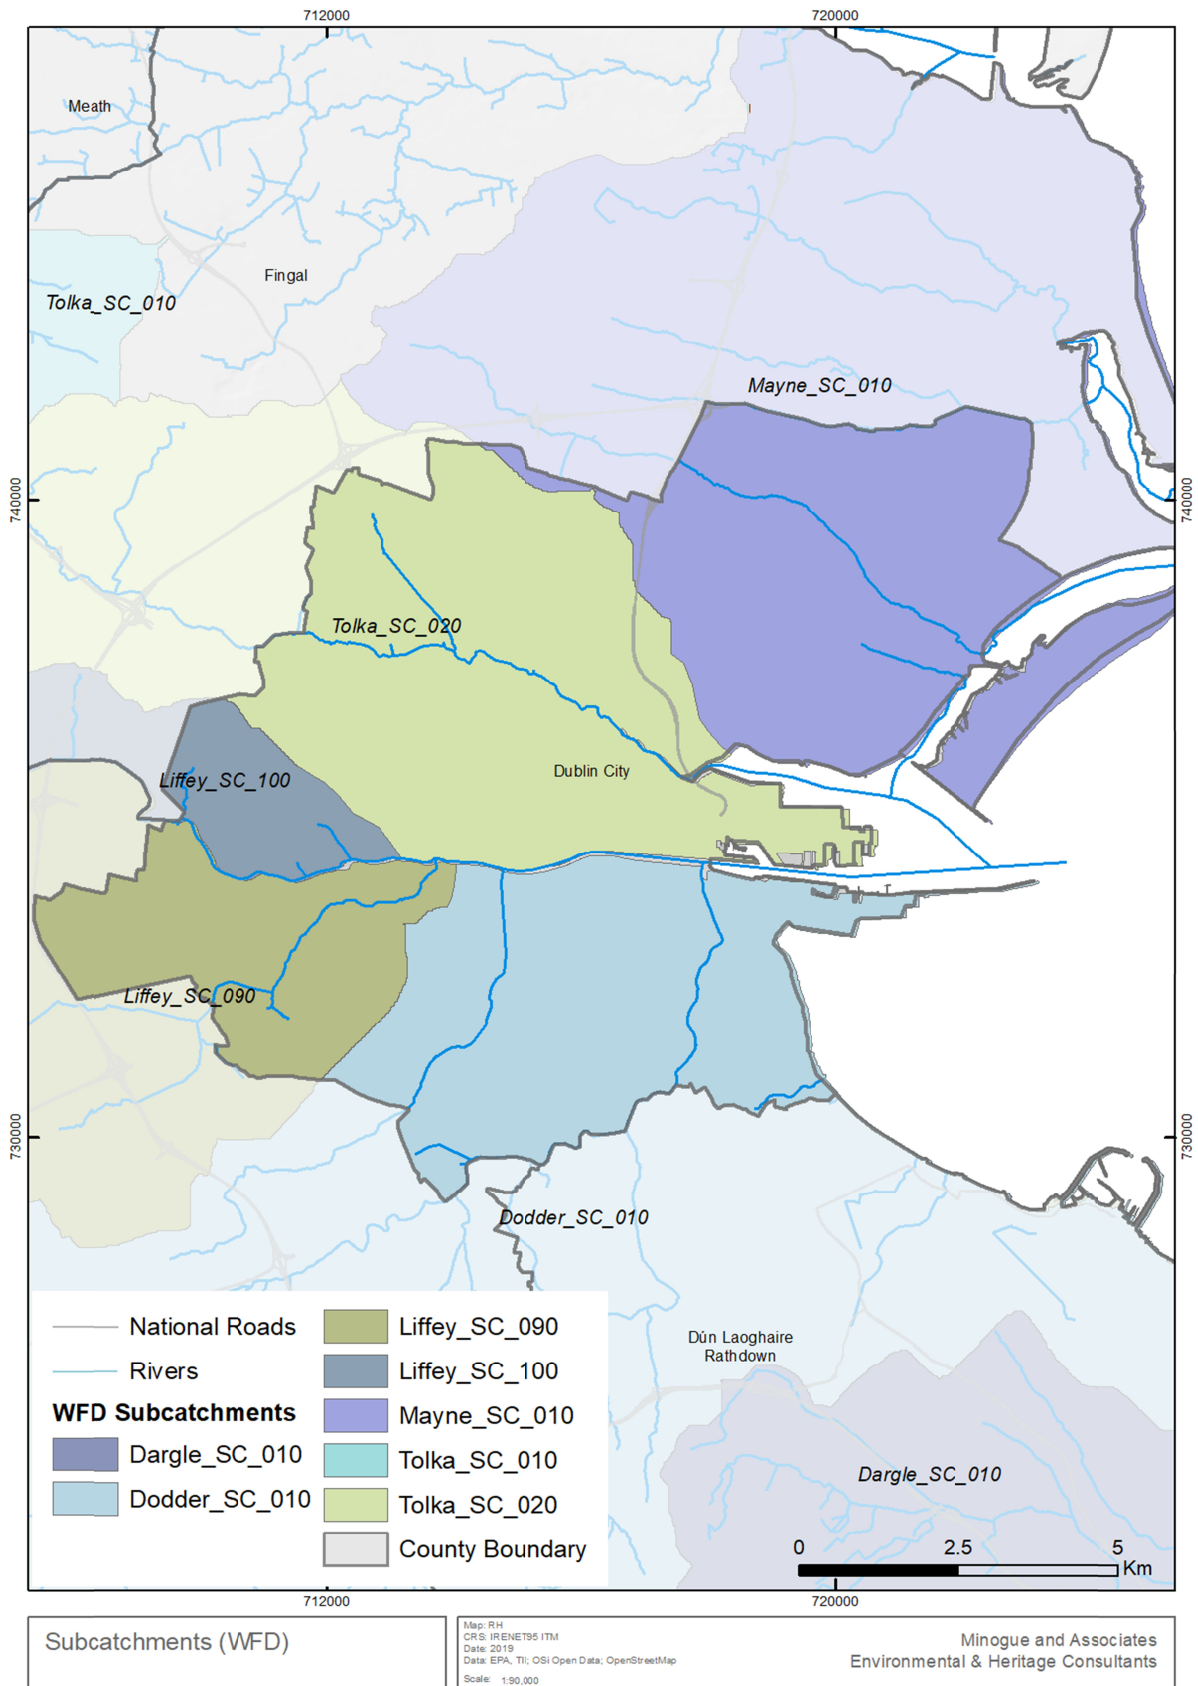 712000
720000
Meath
Fingal
Tolka_SC_010
Mayne_SC_010
740000
740000
Tolka_SC_020
Dublin City
Liffey_SC_100
Liffey_SC_090
730000
730000
Dodder_SC_010
Dún Laoghaire
Rathdown
Dargle_SC_010
National Roads
Rivers
WFD Subcatchments
Dargle_SC_010
Dodder_SC_010
Liffey_SC_090
Liffey_SC_100
Mayne_SC_010
Tolka_SC_010
Tolka_SC_020
County Boundary
0 2.5 5
Km
712000
720000
Subcatchments (WFD)
Map: RH
CRS: IRENET95 ITM
Date: 2019
Data: EPA, TII; OSi Open Data; OpenStreetMap
Scale: 1:90,000
Minogue and Associates
Environmental & Heritage Consultants